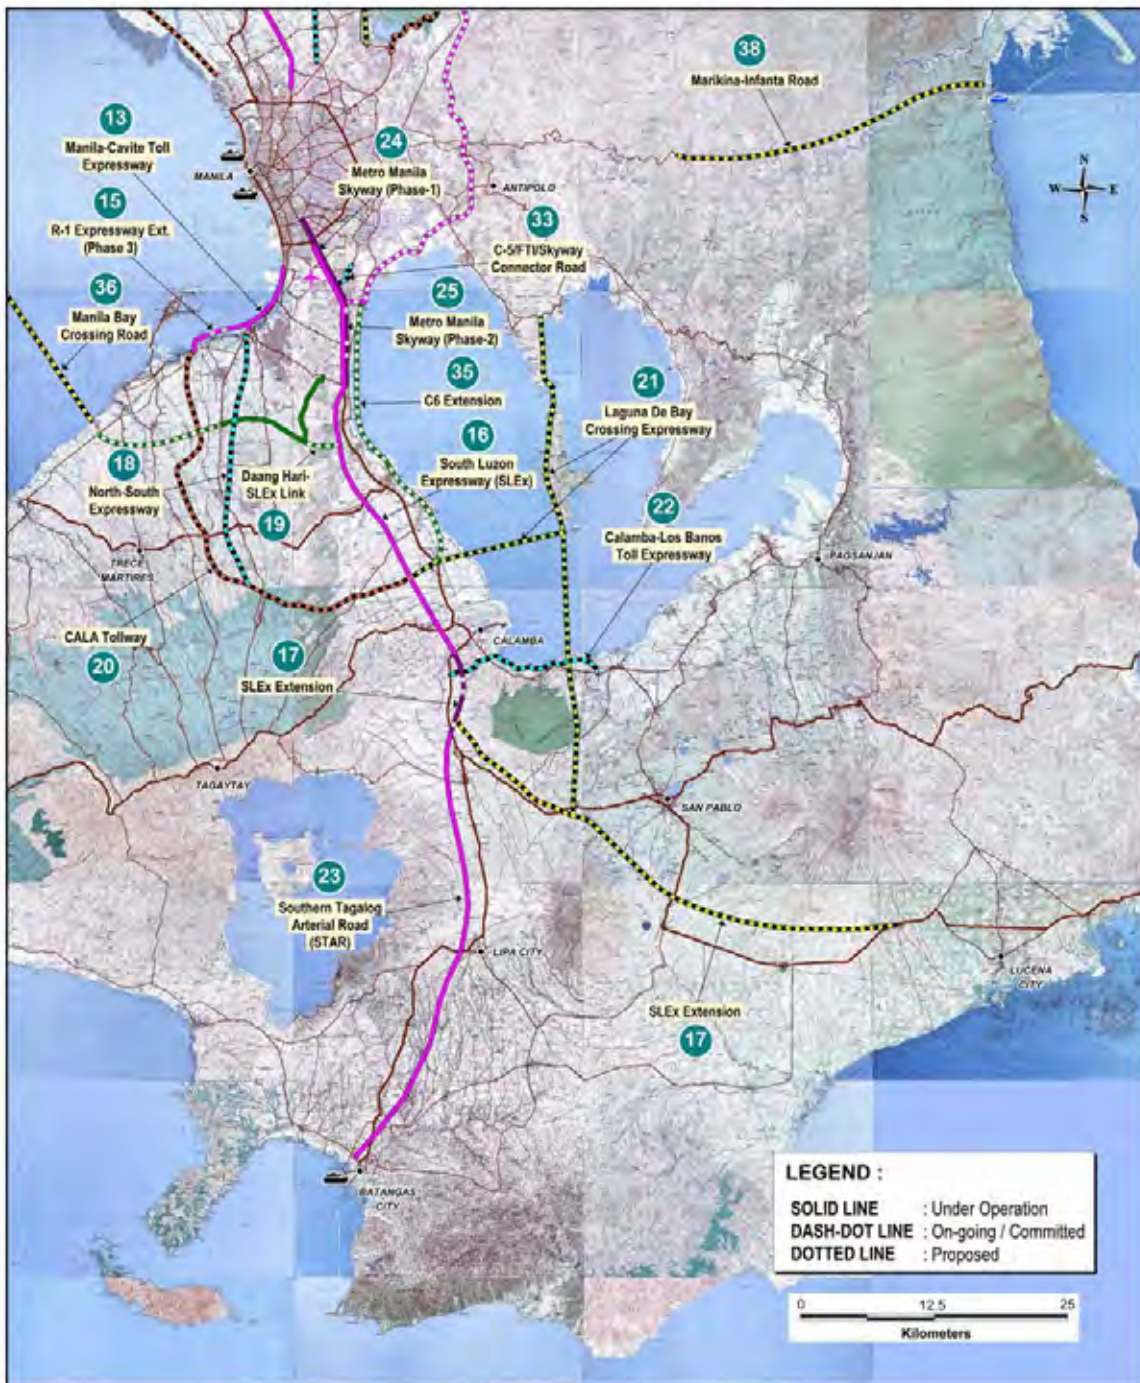 38
Marikina-Infanta Road
13
Manila-Cavite Toll
Expressway
24
Metro Manila
Skyway (Phase-1)
N
W
E
S
MANILA
ANTIPOLO
15
R-1 Expressway Ext.
(Phase 3)
33
C-5/FTI/Skyway
Connector Road
36
Manila Bay
Crossing Road
25
Metro Manila
Skyway (Phase-2)
35
C6 Extension
21
Laguna De Bay
Crossing Expressway
16
South Luzon
Expressway (SLEx)
18
North-South
Expressway
Daang Hari-
SLEx Link
19
22
Calamba-Los Banos
Toll Expressway
TRECE
MARTIRES
PAGSANJAN
CALAMBA
CALA Tollway
20
17
SLEx Extension
TAGAYTAY
SAN PABLO
23
Southern Tagalog
Arterial Road
(STAR)
LIPA CITY
LUCENA
CITY
SLEx Extension
17
BATANGAS
CITY
LEGEND :
SOLID LINE : Under Operation
DASH-DOT LINE : On-going / Committed
DOTTED LINE : Proposed
0 12.5 25
Kilometers